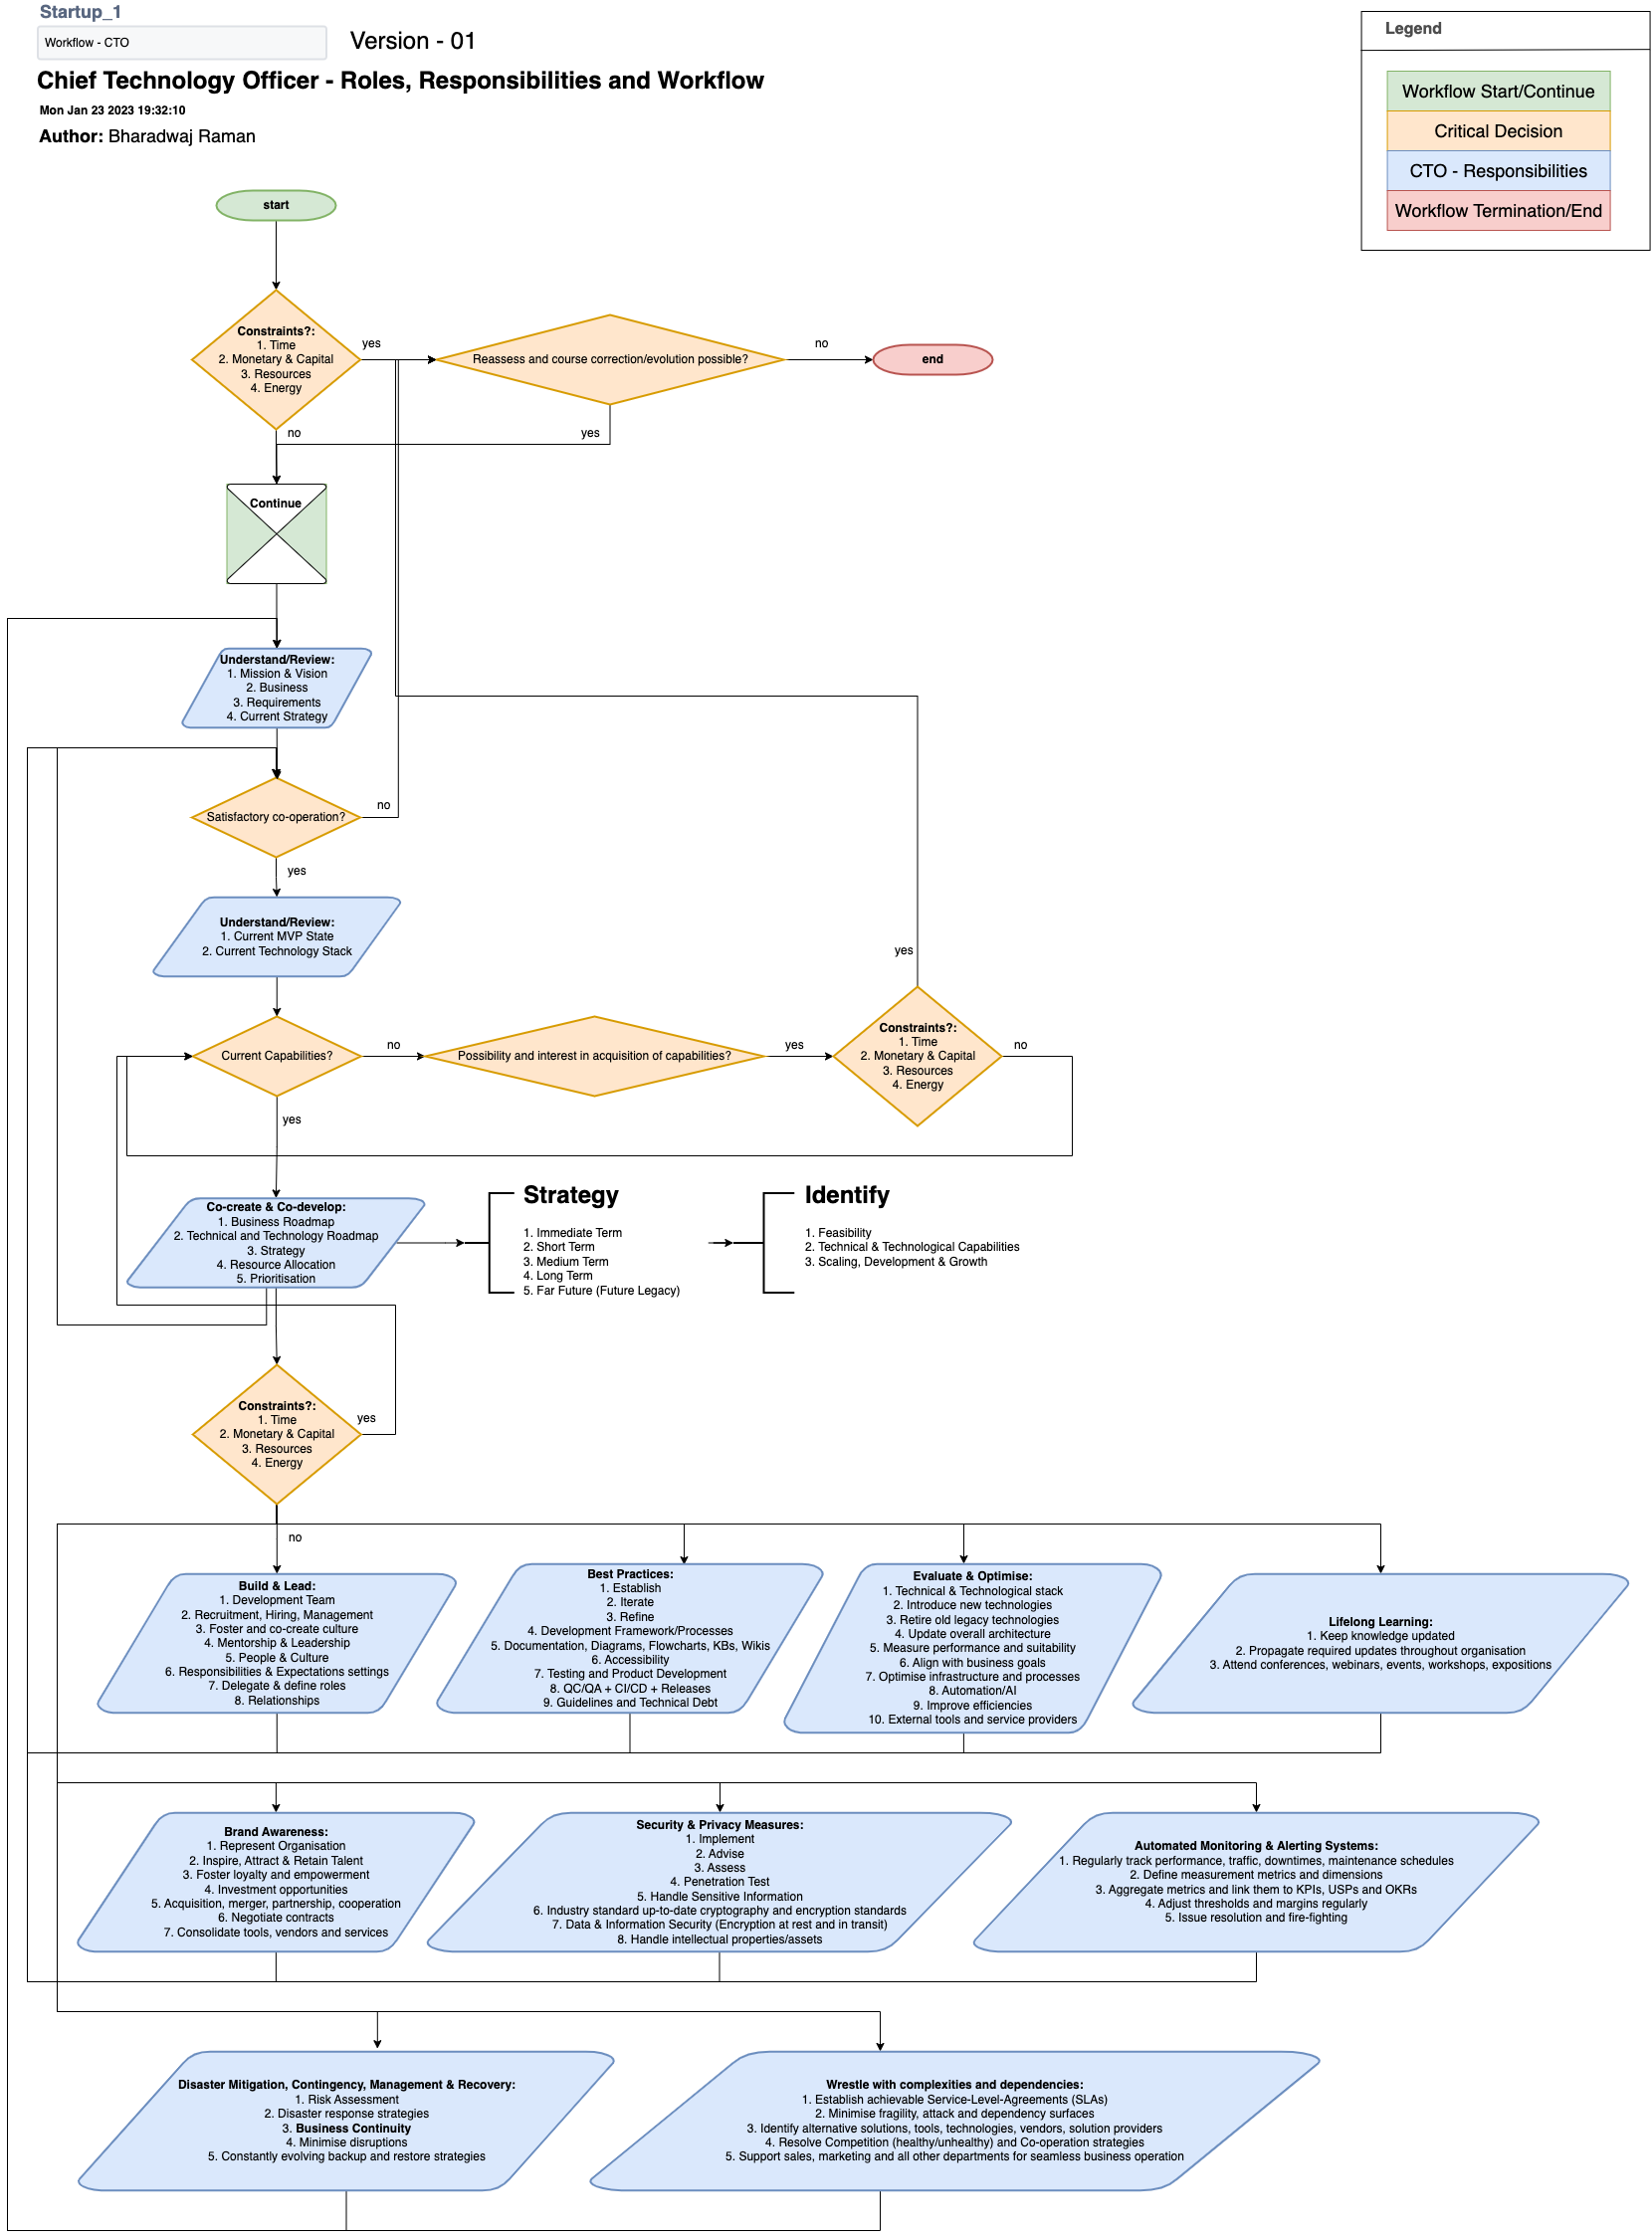 Startup_1
Workflow - CTO
Version - 01
Chief Technology Officer - Roles, Responsibilities and Workflow
Mon Jan 23 2023 19:32:10
Author: Bharadwaj Raman
Legend
Workflow Start/Continue
Critical Decision
CTO - Responsibilities
Workflow Termination/End
start
Constraints?:
1. Time
2. Monetary & Capital
3. Resources
4. Energy
yes
Reassess and course correction/evolution possible?
no
end
no
yes
Continue
Understand/Review:
1. Mission & Vision
2. Business
3. Requirements
4. Current Strategy
Satisfactory co-operation?
no
yes
Understand/Review:
1. Current MVP State
2. Current Technology Stack
yes
Current Capabilities?
no
Possibility and interest in acquisition of capabilities?
yes
Constraints?:
1. Time
2. Monetary & Capital
3. Resources
4. Energy
no
yes
Co-create & Co-develop:
1. Business Roadmap
2. Technical and Technology Roadmap
3. Strategy
4. Resource Allocation
5. Prioritisation
Strategy
1. Immediate Term
2. Short Term
3. Medium Term
4. Long Term
5. Far Future (Future Legacy)
Identify
1. Feasibility
2. Technical & Technological Capabilities
3. Scaling, Development & Growth
Constraints?:
1. Time
2. Monetary & Capital
3. Resources
4. Energy
yes
no
Build & Lead:
1. Development Team
2. Recruitment, Hiring, Management
3. Foster and co-create culture
4. Mentorship & Leadership
5. People & Culture
6. Responsibilities & Expectations settings
7. Delegate & define roles
8. Relationships
Best Practices:
1. Establish
2. Iterate
3. Refine
4. Development Framework/Processes
5. Documentation, Diagrams, Flowcharts, KBs, Wikis
6. Accessibility
7. Testing and Product Development
8. QC/QA + CI/CD + Releases
9. Guidelines and Technical Debt
Evaluate & Optimise:
1. Technical & Technological stack
2. Introduce new technologies
3. Retire old legacy technologies
4. Update overall architecture
5. Measure performance and suitability
6. Align with business goals
7. Optimise infrastructure and processes
8. Automation/AI
9. Improve efficiencies
10. External tools and service providers
Lifelong Learning:
1. Keep knowledge updated
2. Propagate required updates throughout organisation
3. Attend conferences, webinars, events, workshops, expositions
Brand Awareness:
1. Represent Organisation
2. Inspire, Attract & Retain Talent
3. Foster loyalty and empowerment
4. Investment opportunities
5. Acquisition, merger, partnership, cooperation
6. Negotiate contracts
7. Consolidate tools, vendors and services
Security & Privacy Measures:
1. Implement
2. Advise
3. Assess
4. Penetration Test
5. Handle Sensitive Information
6. Industry standard up-to-date cryptography and encryption standards
7. Data & Information Security (Encryption at rest and in transit)
8. Handle intellectual properties/assets
Automated Monitoring & Alerting Systems:
1. Regularly track performance, traffic, downtimes, maintenance schedules
2. Define measurement metrics and dimensions
3. Aggregate metrics and link them to KPIs, USPs and OKRs
4. Adjust thresholds and margins regularly
5. Issue resolution and fire-fighting
Disaster Mitigation, Contingency, Management & Recovery:
1. Risk Assessment
2. Disaster response strategies
3. Business Continuity
4. Minimise disruptions
5. Constantly evolving backup and restore strategies
Wrestle with complexities and dependencies:
1. Establish achievable Service-Level-Agreements (SLAs)
2. Minimise fragility, attack and dependency surfaces
3. Identify alternative solutions, tools, technologies, vendors, solution providers
4. Resolve Competition (healthy/unhealthy) and Co-operation strategies
5. Support sales, marketing and all other departments for seamless business operation